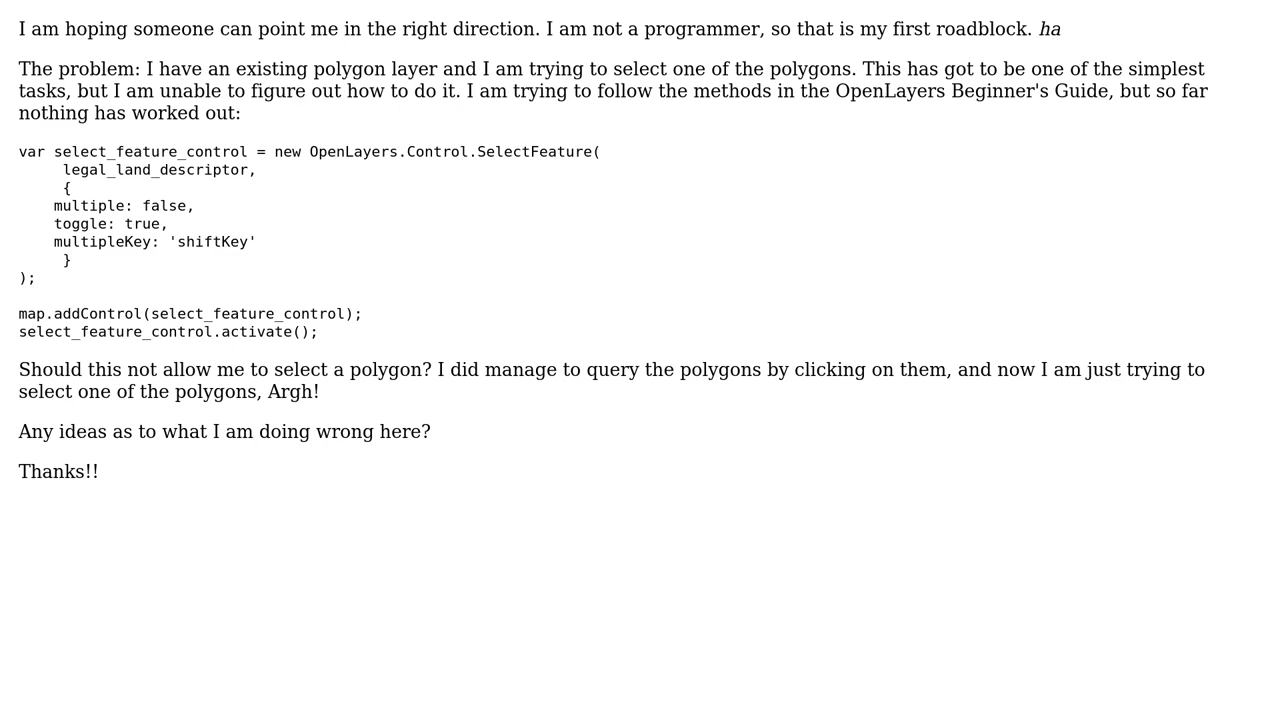 I am hoping someone can point me in the right direction. I am not a programmer, so that is my first roadblock. ha
The problem: I have an existing polygon layer and I am trying to select one of the polygons. This has got to be one of the simplest
tasks, but I am unable to figure out how to do it. I am trying to follow the methods in the OpenLayers Beginner's Guide, but so far
nothing has worked out:
var select_feature_control = new OpenLayers.Control.SelectFeature(
     legal_land_descriptor,
     {
    multiple: false,
    toggle: true,
    multipleKey: 'shiftKey'
     }
);
map.addControl(select_feature_control);
select_feature_control.activate();
Should this not allow me to select a polygon? I did manage to query the polygons by clicking on them, and now I am just trying to
select one of the polygons, Argh!
Any ideas as to what I am doing wrong here?
Thanks!!